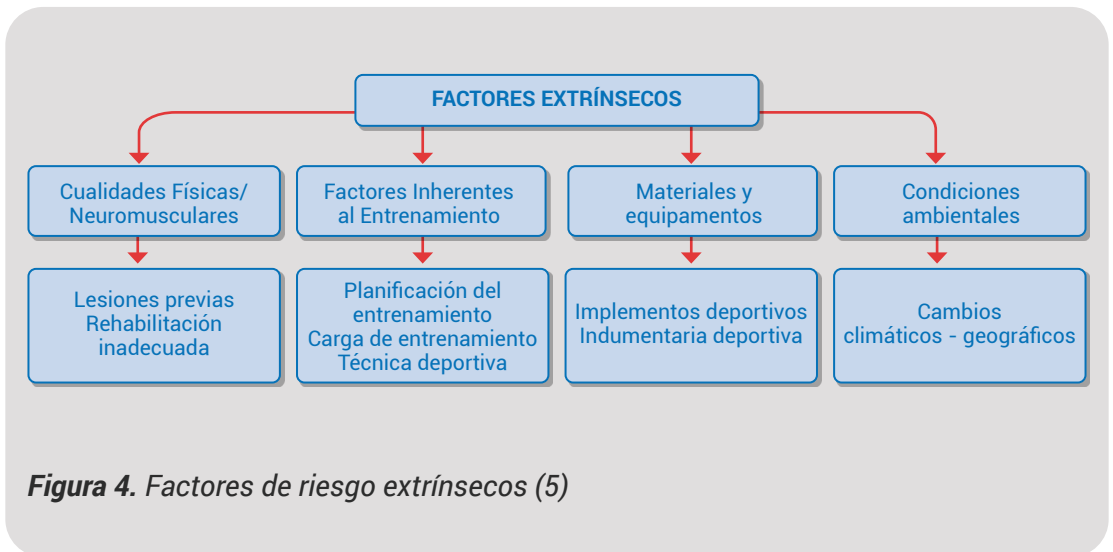 FACTORES EXTRÍNSECOS
Cualidades Físicas/
Neuromusculares
Factores Inherentes
al Entrenamiento
Materiales y
equipamentos
Condiciones
ambientales
Lesiones previas
Rehabilitación
inadecuada
Planificación del
entrenamiento
Carga de entrenamiento
Técnica deportiva
Implementos deportivos
Indumentaria deportiva
Cambios
climáticos - geográficos
Figura 4. Factores de riesgo extrínsecos (5)